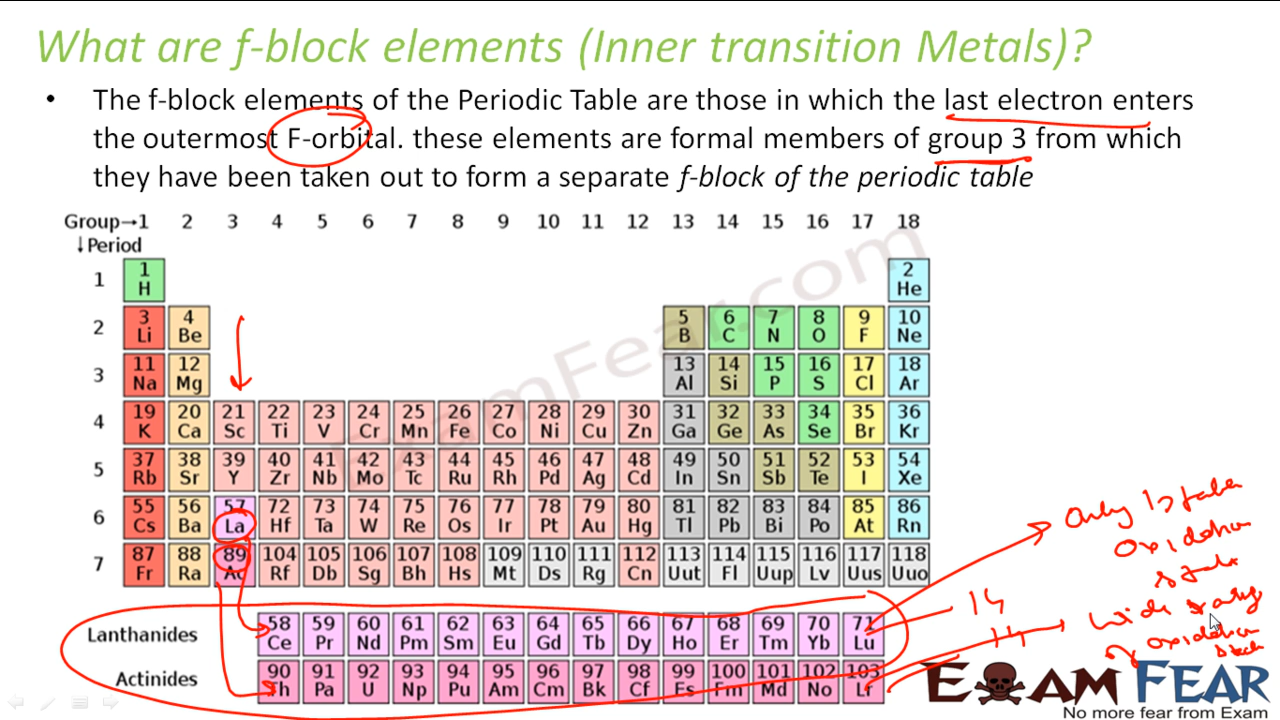 What are f-block elements (Inner transition Metals)?
• The f-block elements of the Periodic Table are those in which the last electron enters
the outermost F-orbital. these elements are formal members of group 3 from which
they have been taken out to form a separate f-block of the periodic table
Group→1 2 3 4 5 6 7 8 9 10 11 12 13 14 15 16 17 18
↓Period
1 1 2
H He
2 3 4 5 6 7 8 9 10
Li Be B C N O F Ne
3 11 12 13 14 15 16 17 18
Na Mg Al Si P S Cl Ar
4 19 20 21 22 23 24 25 26 27 28 29 30 31 32 33 34 35 36
K Ca Sc Ti V Cr Mn Fe Co Ni Cu Zn Ga Ge As Se Br Kr
5 37 38 39 40 41 42 43 44 45 46 47 48 49 50 51 52 53 54
Rb Sr Y Zr Nb Mo Tc Ru Rh Pd Ag Cd In Sn Sb Te I Xe
6 55 56 57 72 73 74 75 76 77 78 79 80 81 82 83 84 85 86
Cs Ba La Hf Ta W Re Os Ir Pt Au Hg Tl Pb Bi Po At Rn
7 87 88 89 104 105 106 107 108 109 110 111 112 113 114 115 116 117 118
Fr Ra Ac Rf Db Sg Bh Hs Mt Ds Rg Cn Uut Fl Uup Lv Uus Uuo
Only 1 stable
Oxidation
state
Lanthanides 58 59 60 61 62 63 64 65 66 67 68 69 70 71
Ce Pr Nd Pm Sm Eu Gd Tb Dy Ho Er Tm Yb Lu
14
Actinides 90 91 92 93 94 95 96 97 98 99 100 101 102 103
Th Pa U Np Pu Am Cm Bk Cf Es Fm Md No Lr
14
wide range
of oxidation
state
ExamFear.com
EXAM FEAR
No more fear from Exam